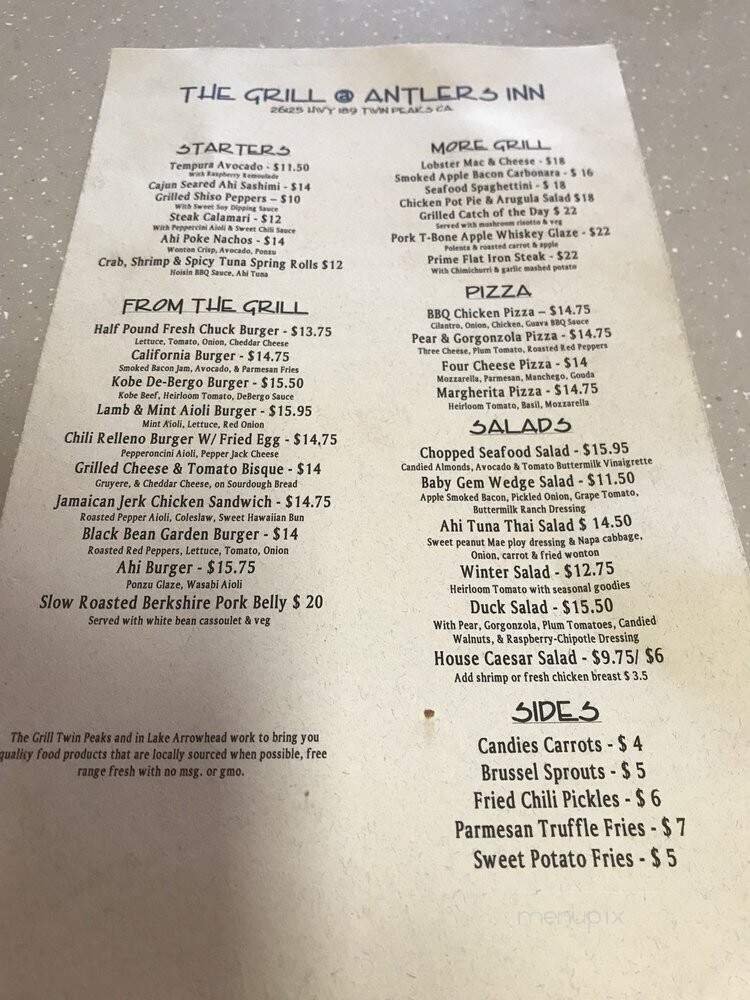 THE GRILL @ ANTLERS INN
26125 HWY 189 TWIN PEAKS CA
STARTERS
Tempura Avocado - $11.50
With Raspberry Remoulade
Cajun Seared Ahi Sashimi - $14
Grilled Shiso Peppers – $10
With Sweet Soy Dipping Sauce
Steak Calamari - $12
With Peppercini Aioli & Sweet Chili Sauce
Ahi Poke Nachos - $14
Wonton Crisp, Avocado, Ponzu
Crab, Shrimp & Spicy Tuna Spring Rolls $12
Hoisin BBQ Sauce, Ahi Tuna
FROM THE GRILL
Half Pound Fresh Chuck Burger - $13.75
Lettuce, Tomato, Onion, Cheddar Cheese
California Burger - $14.75
Smoked Bacon Jam, Avocado, & Parmesan Fries
Kobe De-Bergo Burger - $15.50
Kobe Beef, Heirloom Tomato, DeBergo Sauce
Lamb & Mint Aioli Burger - $15.95
Mint Aioli, Lettuce, Red Onion
Chili Relleno Burger W/ Fried Egg - $14,75
Pepperoncini Aioli, Pepper Jack Cheese
Grilled Cheese & Tomato Bisque - $14
Gruyere, & Cheddar Cheese, on Sourdough Bread
Jamaican Jerk Chicken Sandwich - $14.75
Roasted Pepper Aioli, Coleslaw, Sweet Hawaiian Bun
Black Bean Garden Burger - $14
Roasted Red Peppers, Lettuce, Tomato, Onion
Ahi Burger - $15.75
Ponzu Glaze, Wasabi Aioli
Slow Roasted Berkshire Pork Belly $ 20
Served with white bean cassoulet & veg
The Grill Twin Peaks and in Lake Arrowhead work to bring you
quality food products that are locally sourced when possible, free
range fresh with no msg. or gmo.
MORE GRILL
Lobster Mac & Cheese - $18
Smoked Apple Bacon Carbonara - $ 16
Seafood Spaghettini - $ 18
Chicken Pot Pie & Arugula Salad $18
Grilled Catch of the Day $ 22
Served with mushroom risotto & veg
Pork T-Bone Apple Whiskey Glaze - $22
Polenta & roasted carrot & apple
Prime Flat Iron Steak - $22
With Chimichurri & garlic mashed potato
PIZZA
BBQ Chicken Pizza – $14.75
Cilantro, Onion, Chicken, Guava BBQ Sauce
Pear & Gorgonzola Pizza - $14.75
Three Cheese, Plum Tomato, Roasted Red Peppers
Four Cheese Pizza - $14
Mozzarella, Parmesan, Manchego, Gouda
Margherita Pizza - $14.75
Heirloom Tomato, Basil, Mozzarella
SALADS
Chopped Seafood Salad - $15.95
Candied Almonds, Avocado & Tomato Buttermilk Vinaigrette
Baby Gem Wedge Salad - $11.50
Apple Smoked Bacon, Pickled Onion, Grape Tomato,
Buttermilk Ranch Dressing
Ahi Tuna Thai Salad $ 14.50
Sweet peanut Mae ploy dressing & Napa cabbage,
Onion, carrot & fried wonton
Winter Salad - $12.75
Heirloom Tomato with seasonal goodies
Duck Salad - $15.50
With Pear, Gorgonzola, Plum Tomatoes, Candied
Walnuts, & Raspberry-Chipotle Dressing
House Caesar Salad - $9.75/ $6
Add shrimp or fresh chicken breast $ 3.5
SIDES
Candies Carrots - $ 4
Brussel Sprouts - $ 5
Fried Chili Pickles - $ 6
Parmesan Truffle Fries - $ 7
Sweet Potato Fries - $ 5
menupix